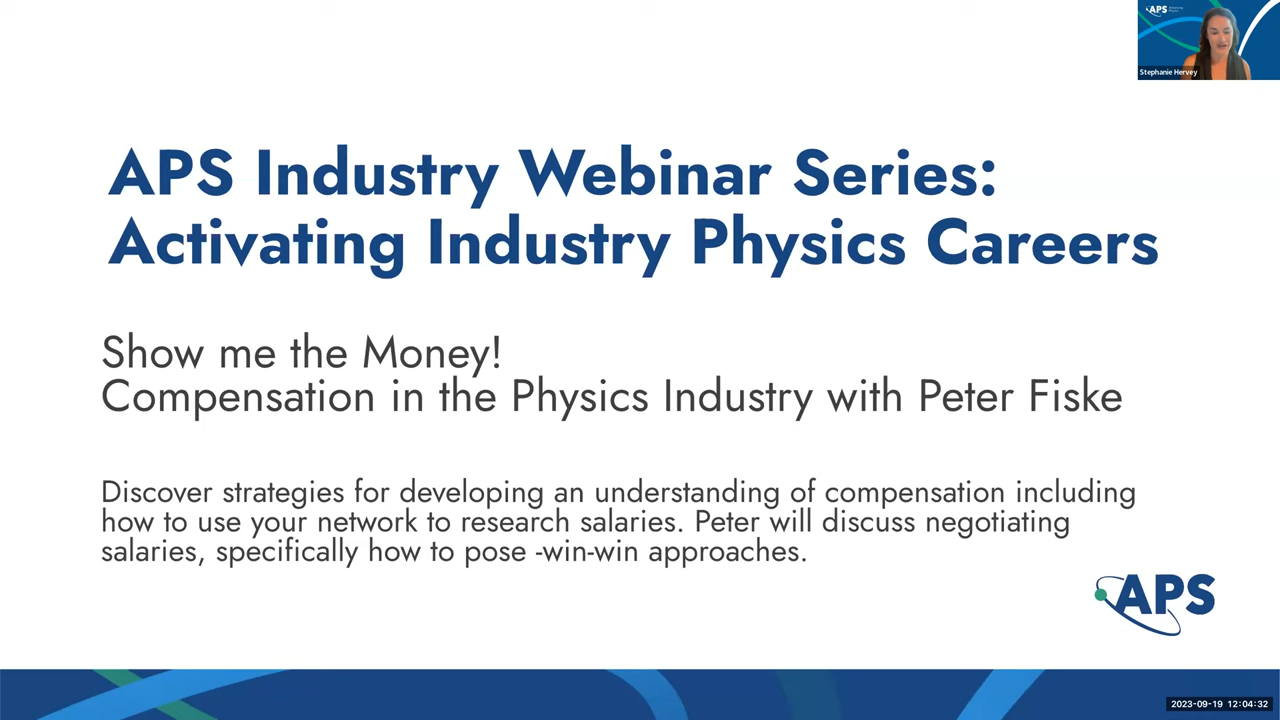 APS
Stephanie Hervey
APS Industry Webinar Series:
Activating Industry Physics Careers
Show me the Money!
Compensation in the Physics Industry with Peter Fiske
Discover strategies for developing an understanding of compensation including
how to use your network to research salaries. Peter will discuss negotiating
salaries, specifically how to pose -win-win approaches.
APS
2023-09-19 12:04:32